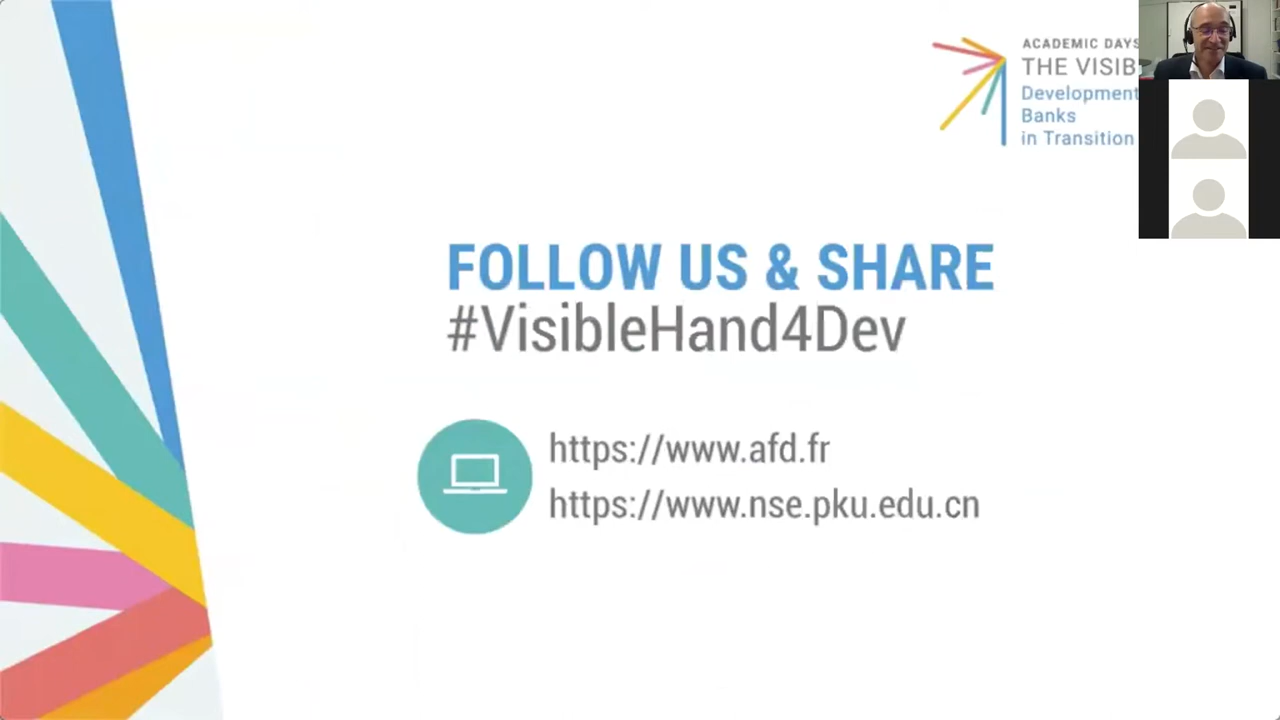 ACADEMIC DAYS
THE VISIB
Development
Banks
in Transition
FOLLOW US & SHARE
#VisibleHand4Dev
https://www.afd.fr
https://www.nse.pku.edu.cn